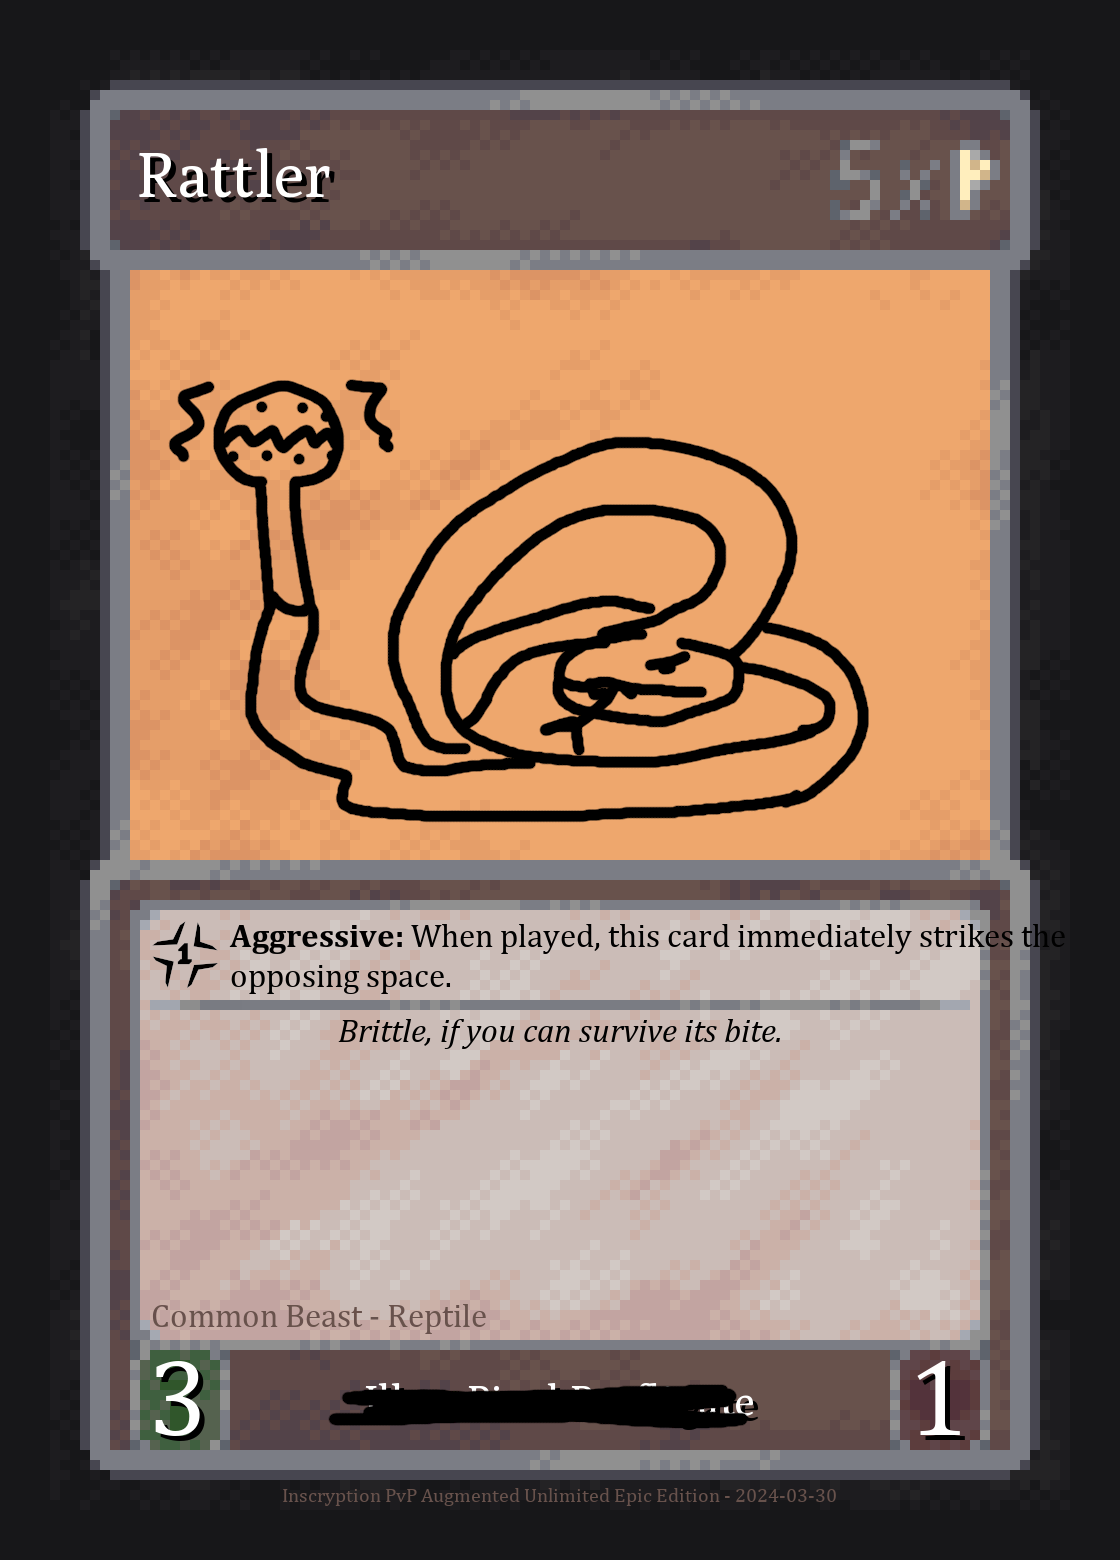 Rattler 5x
Aggressive: When played, this card immediately strikes the
1
opposing space.
Brittle, if you can survive its bite.
Common Beast - Reptile
3 1
Inscryption PvP Augmented Unlimited Epic Edition - 2024-03-30